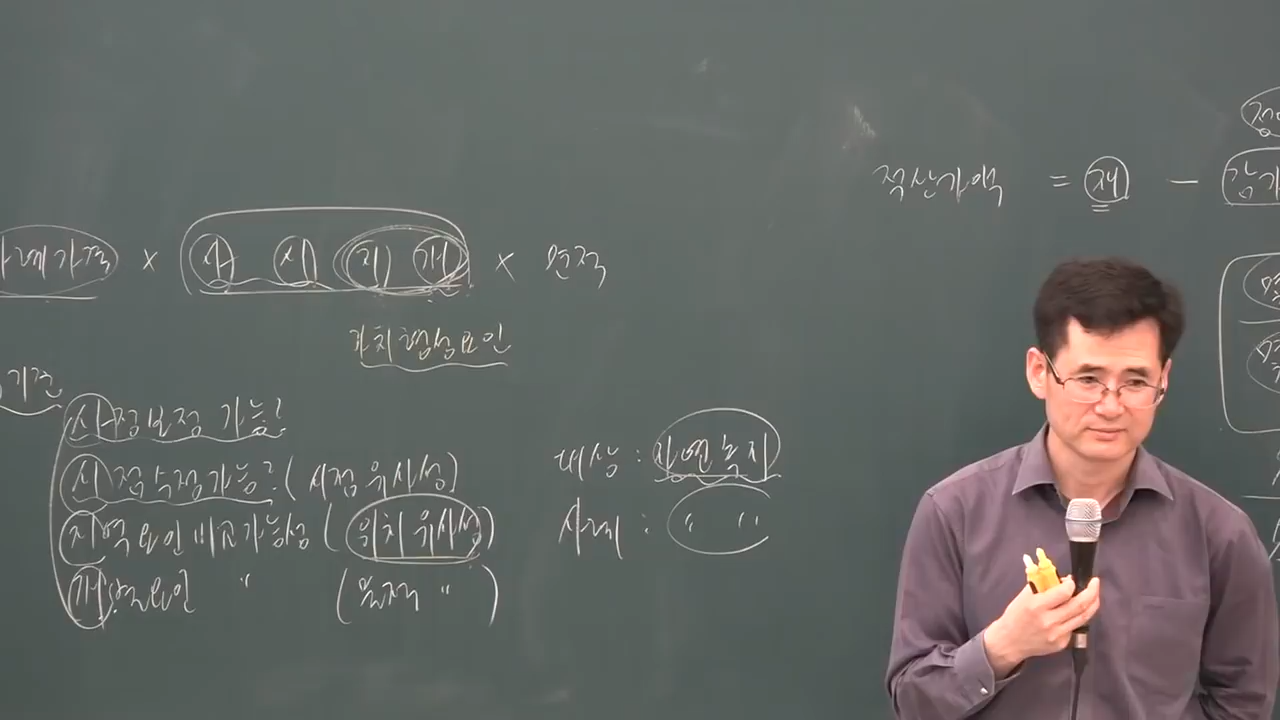 사례가격 × 사 시 지 개 × 면적
가치형성요인
기준
사정보정 가능?
시점수정가능? (시점 유사성)
지역요인 비교가능성 (위치 유사성)
개별요인 〃 (물적 〃)
대상 : 자연녹지
사례 : 〃 〃
적산가액 = 재 - 감가